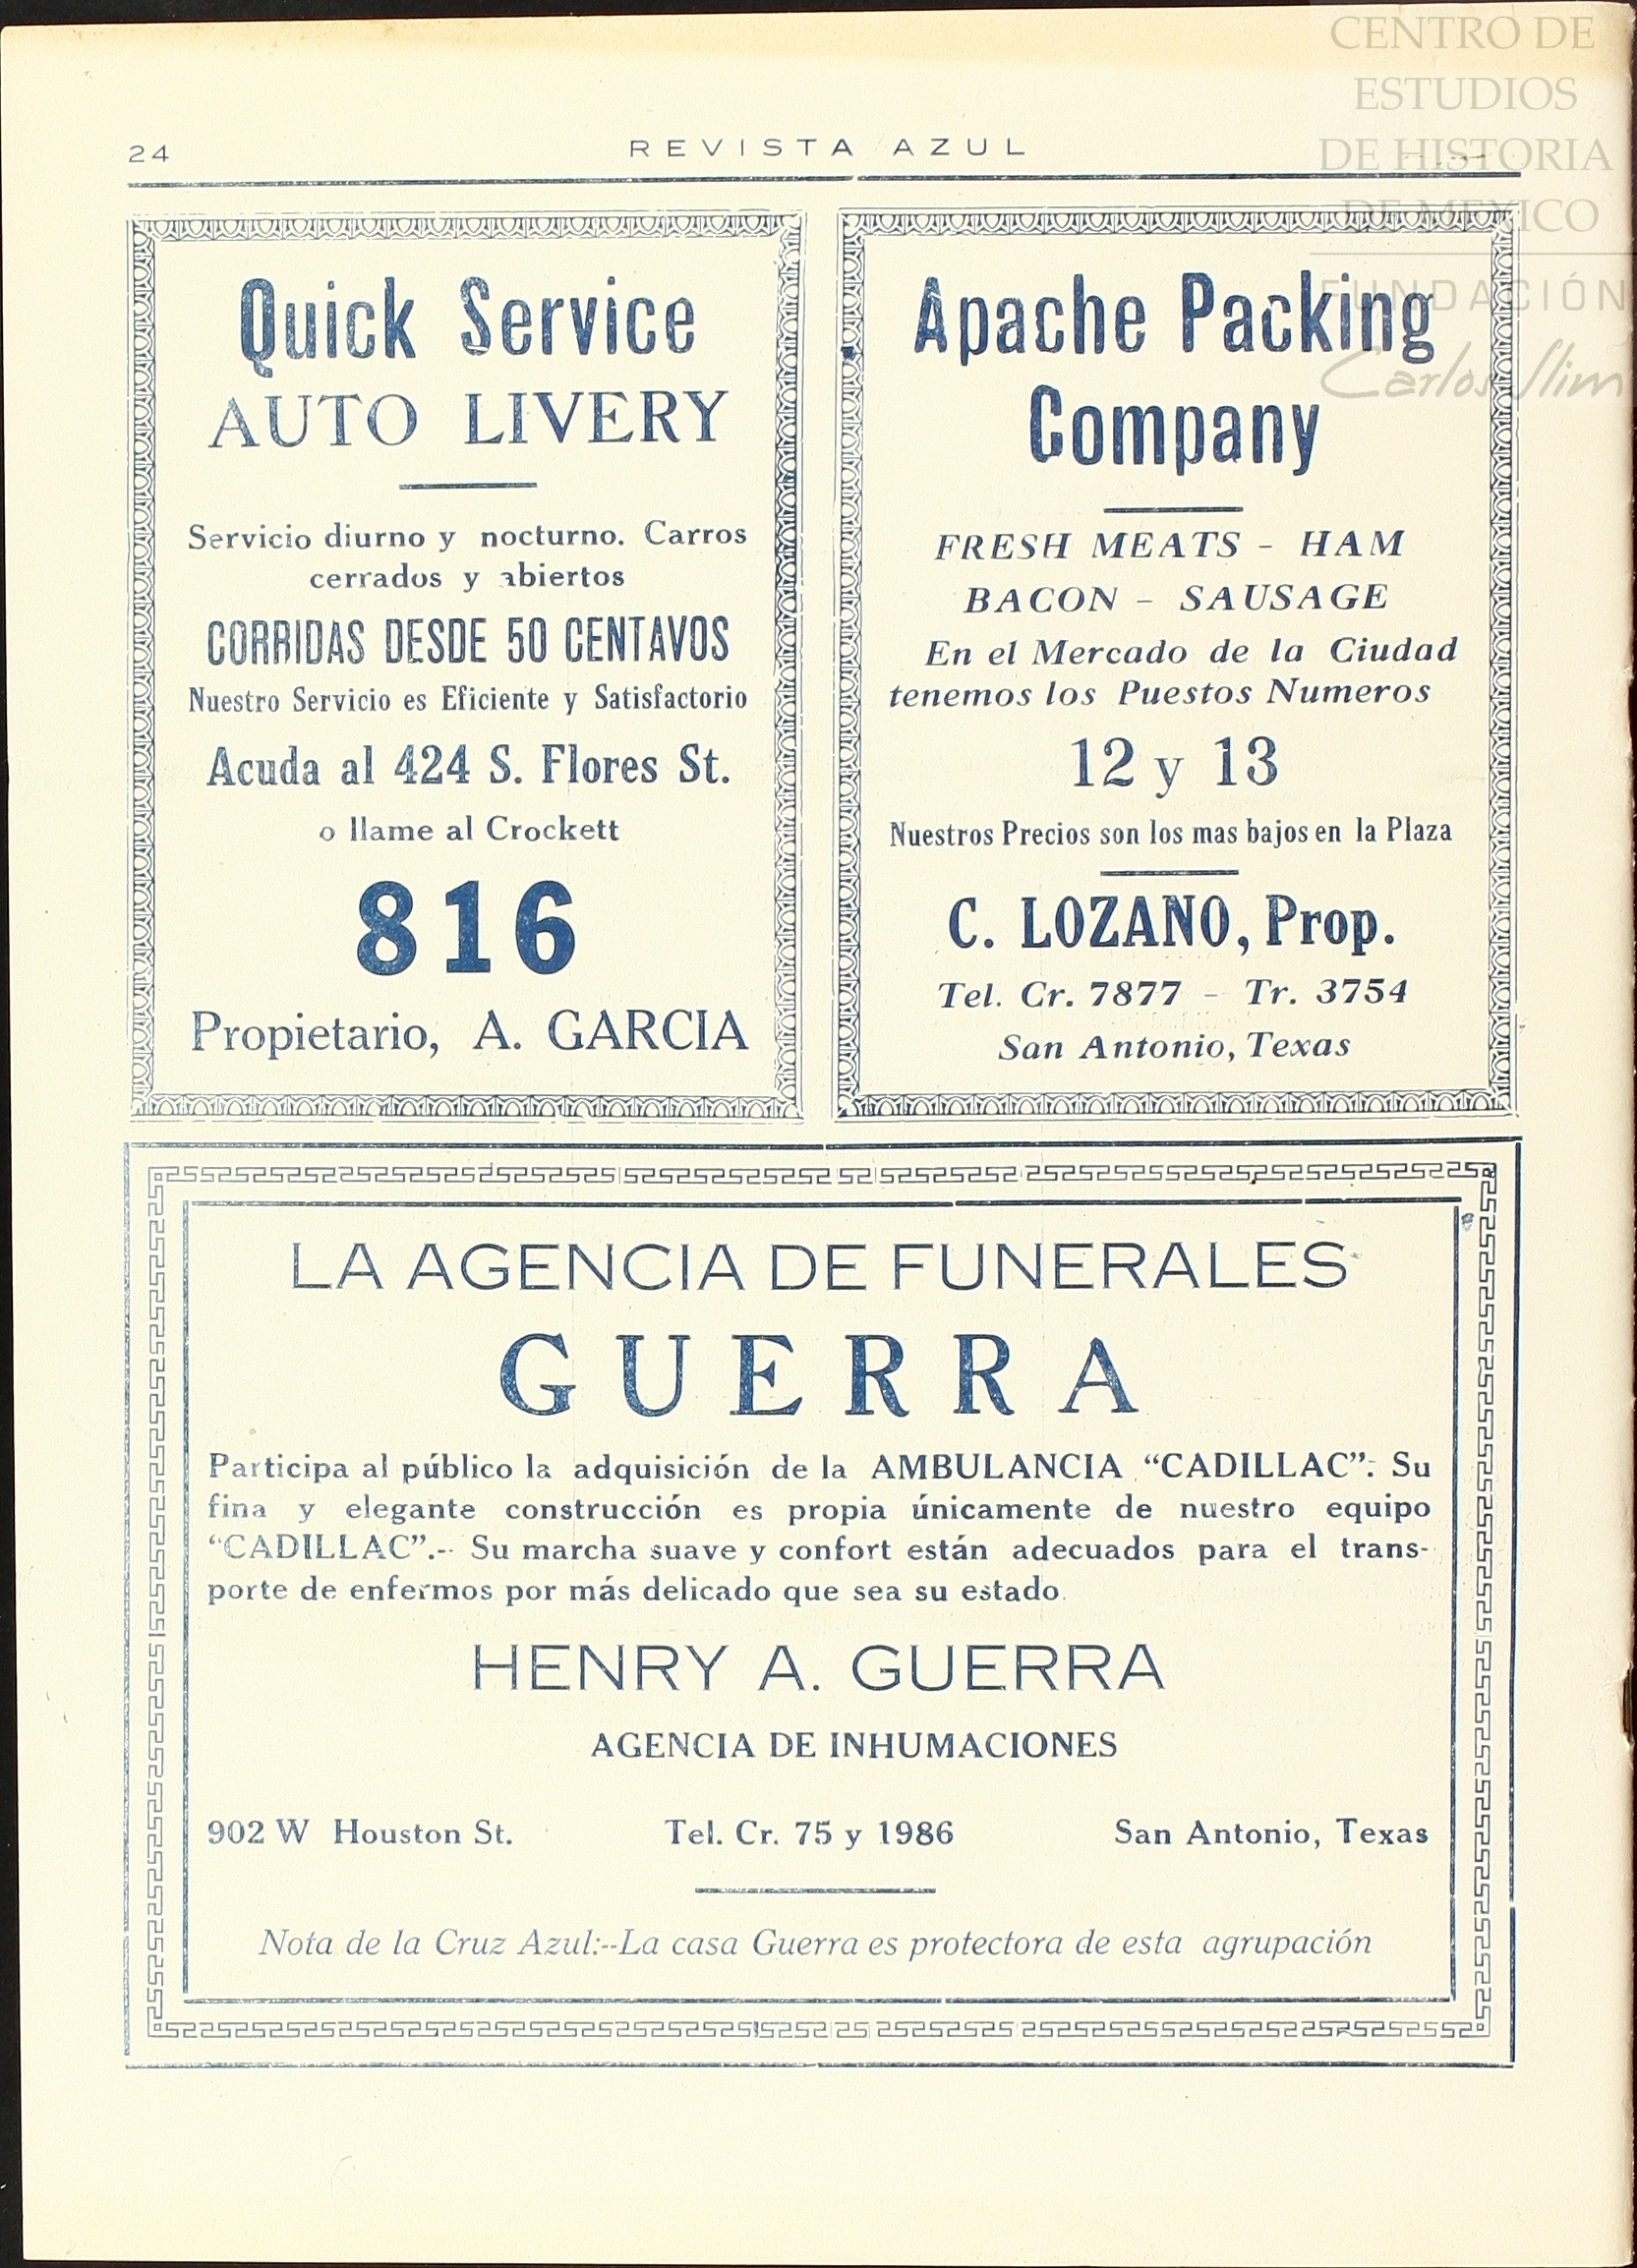 CENTRO DE
ESTUDIOS
DE HISTORIA
DE MÉXICO
FUNDACIÓN
Carlos Slim
24
REVISTA AZUL
Quick Service
AUTO LIVERY
Servicio diurno y nocturno. Carros
cerrados y abiertos
CORRIDAS DESDE 50 CENTAVOS
Nuestro Servicio es Eficiente y Satisfactorio
Acuda al 424 S. Flores St.
o llame al Crockett
816
Propietario, A. GARCIA
Apache Packing
Company
FRESH MEATS - HAM
BACON - SAUSAGE
En el Mercado de la Ciudad
tenemos los Puestos Numeros
12 y 13
Nuestros Precios son los mas bajos en la Plaza
C. LOZANO, Prop.
Tel. Cr. 7877 - Tr. 3754
San Antonio, Texas
LA AGENCIA DE FUNERALES
GUERRA
Participa al público la adquisición de la AMBULANCIA "CADILLAC". Su
fina y elegante construcción es propia únicamente de nuestro equipo
"CADILLAC".-- Su marcha suave y confort están adecuados para el trans-
porte de enfermos por más delicado que sea su estado.
HENRY A. GUERRA
AGENCIA DE INHUMACIONES
902 W Houston St. Tel. Cr. 75 y 1986 San Antonio, Texas
Nota de la Cruz Azul:--La casa Guerra es protectora de esta agrupación